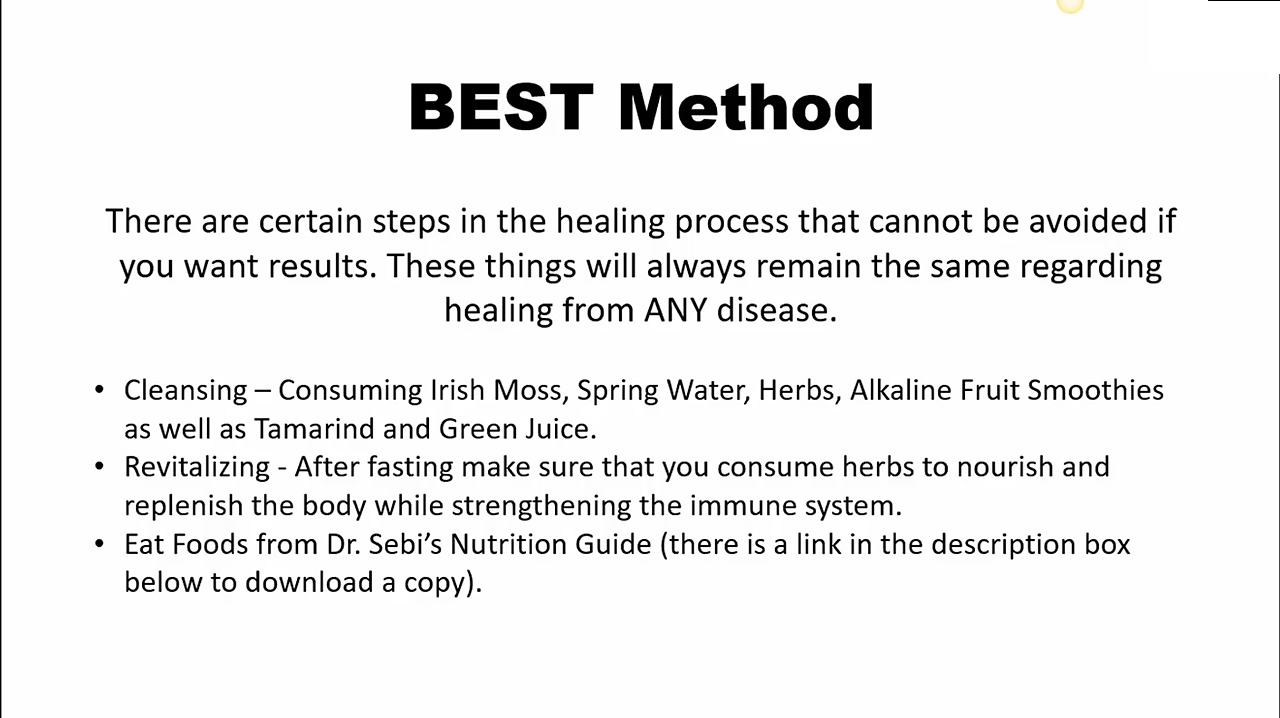 BEST Method
There are certain steps in the healing process that cannot be avoided if
you want results. These things will always remain the same regarding
healing from ANY disease.
• Cleansing – Consuming Irish Moss, Spring Water, Herbs, Alkaline Fruit Smoothies
as well as Tamarind and Green Juice.
• Revitalizing - After fasting make sure that you consume herbs to nourish and
replenish the body while strengthening the immune system.
• Eat Foods from Dr. Sebi’s Nutrition Guide (there is a link in the description box
below to download a copy).